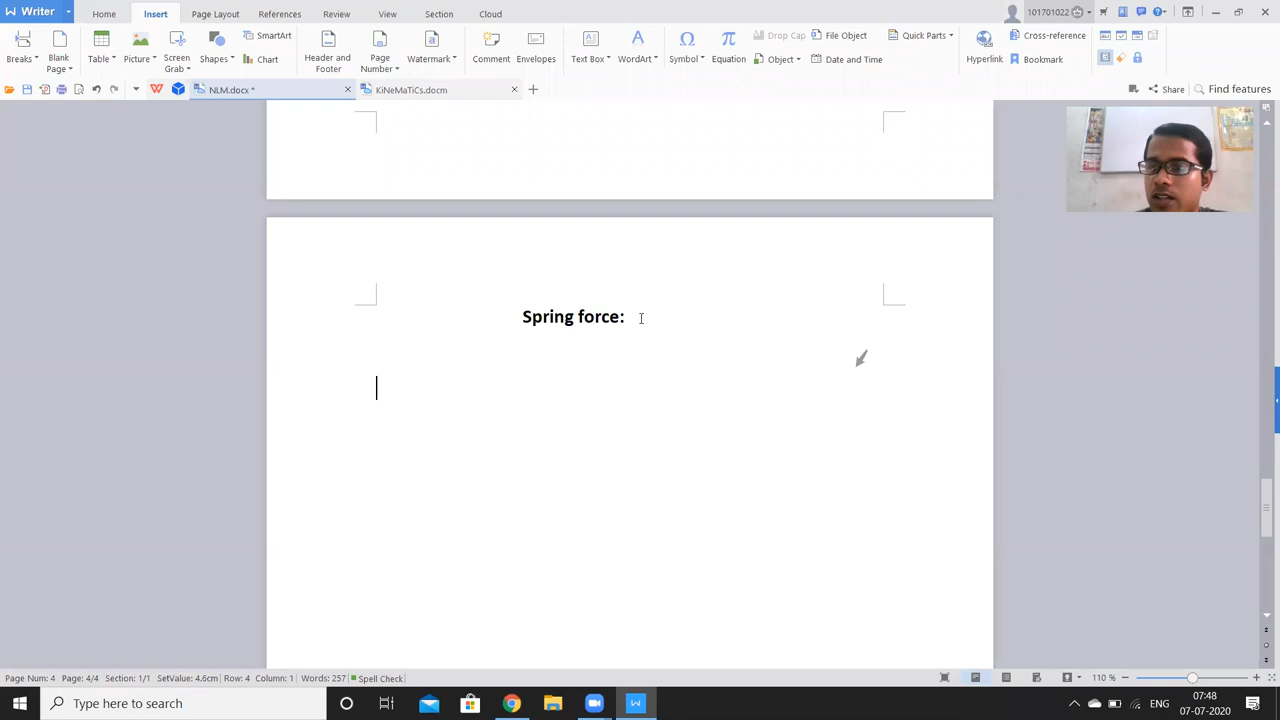 Writer
Home
Insert
Page Layout
References
Review
View
Section
Cloud
101701022
Breaks
Blank Page
Table
Picture
Screen Grab
Shapes
SmartArt
Chart
Header and Footer
Page Number
Watermark
Comment
Envelopes
Text Box
WordArt
Symbol
Equation
Drop Cap
Object
File Object
Date and Time
Quick Parts
Hyperlink
Cross-reference
Bookmark
NLM.docx *
KiNeMaTiCs.docm
Share
Find features
Spring force:
Page Num: 4 Page: 4/4 Section: 1/1 SetValue: 4.6cm Row: 4 Column: 1 Words: 257 Spell Check
110 %
Type here to search
ENG
07:48
07-07-2020